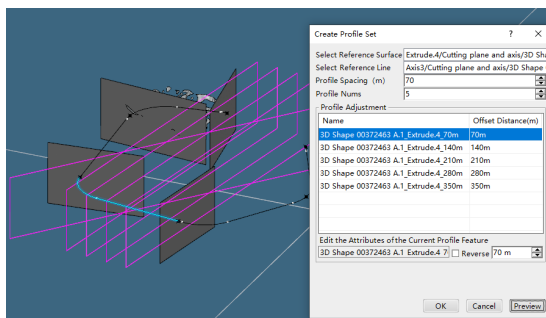 Create Profile Set ? ×
Select Reference Surface Extrude.4/Cutting plane and axis/3D Sha
Select Reference Line Axis3/Cutting plane and axis/3D Shape
Profile Spacing (m) 70
Profile Nums 5
Profile Adjustment
Name Offset Distance(m)
3D Shape 00372463 A.1_Extrude.4_70m 70m
3D Shape 00372463 A.1_Extrude.4_140m 140m
3D Shape 00372463 A.1_Extrude.4_210m 210m
3D Shape 00372463 A.1_Extrude.4_280m 280m
3D Shape 00372463 A.1_Extrude.4_350m 350m
Edit the Attributes of the Current Profile Feature
3D Shape 00372463 A.1_Extrude.4 7 Reverse 70 m
OK Cancel Preview